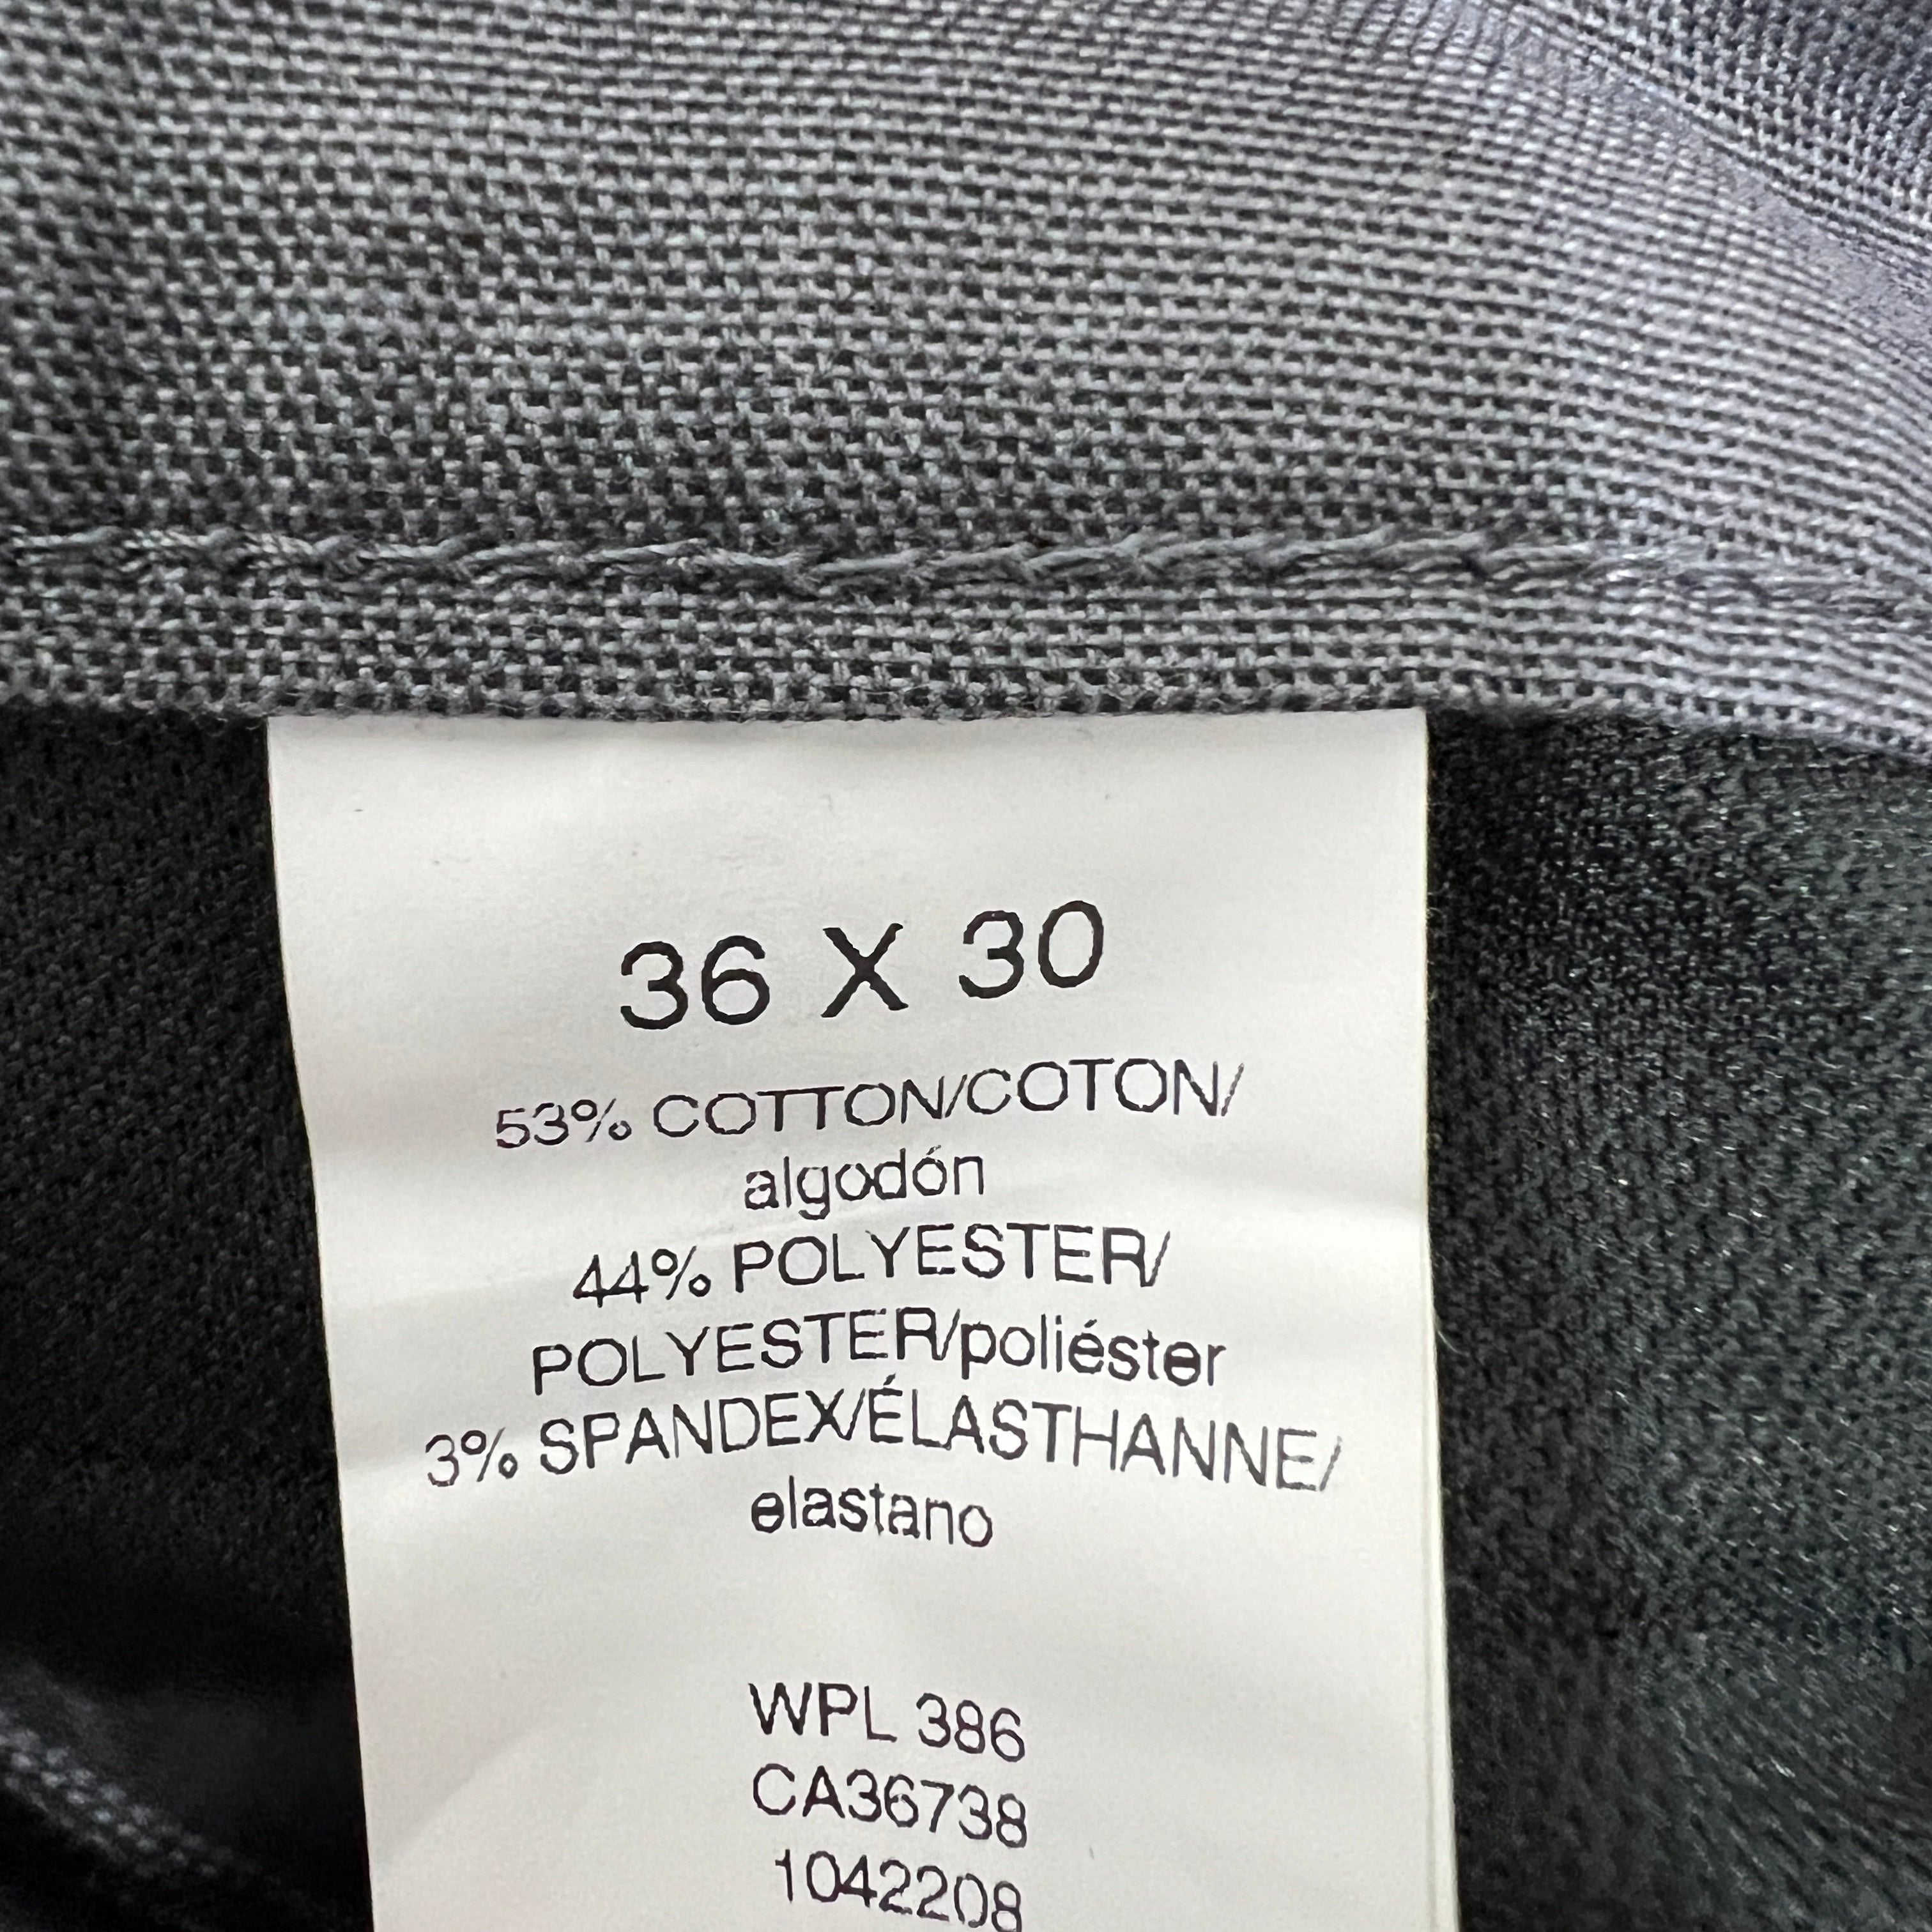 36 X 30
53% COTTON/COTON/
algodón
44% POLYESTER/
POLYESTER/poliéster
3% SPANDEX/ÉLASTHANNE/
elastano
WPL 386
CA36738
1042208